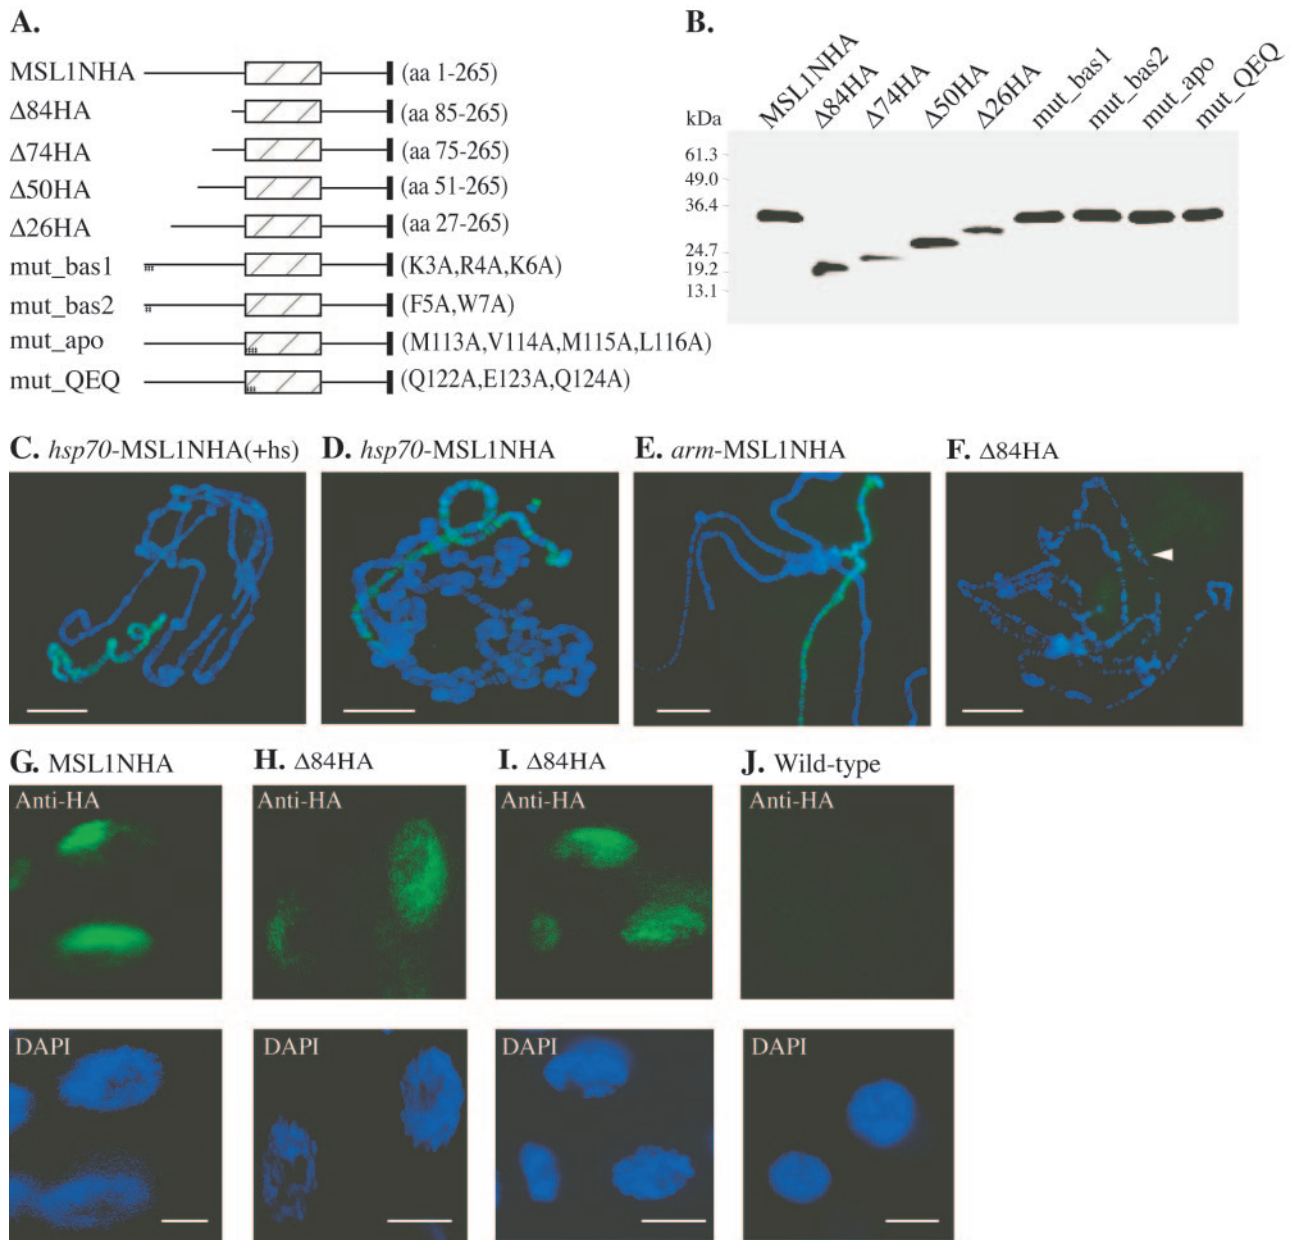 A.
MSL1NHA (aa 1-265)
Δ84HA (aa 85-265)
Δ74HA (aa 75-265)
Δ50HA (aa 51-265)
Δ26HA (aa 27-265)
mut_bas1 (K3A,R4A,K6A)
mut_bas2 (F5A,W7A)
mut_apo (M113A,V114A,M115A,L116A)
mut_QEQ (Q122A,E123A,Q124A)
B.
MSL1NHA
Δ84HA
Δ74HA
Δ50HA
Δ26HA
mut_bas1
mut_bas2
mut_apo
mut_QEQ
kDa
61.3
49.0
36.4
24.7
19.2
13.1
C. hsp70-MSL1NHA(+hs)
D. hsp70-MSL1NHA
E. arm-MSL1NHA
F. Δ84HA
G. MSL1NHA
H. Δ84HA
I. Δ84HA
J. Wild-type
Anti-HA
Anti-HA
Anti-HA
Anti-HA
DAPI
DAPI
DAPI
DAPI